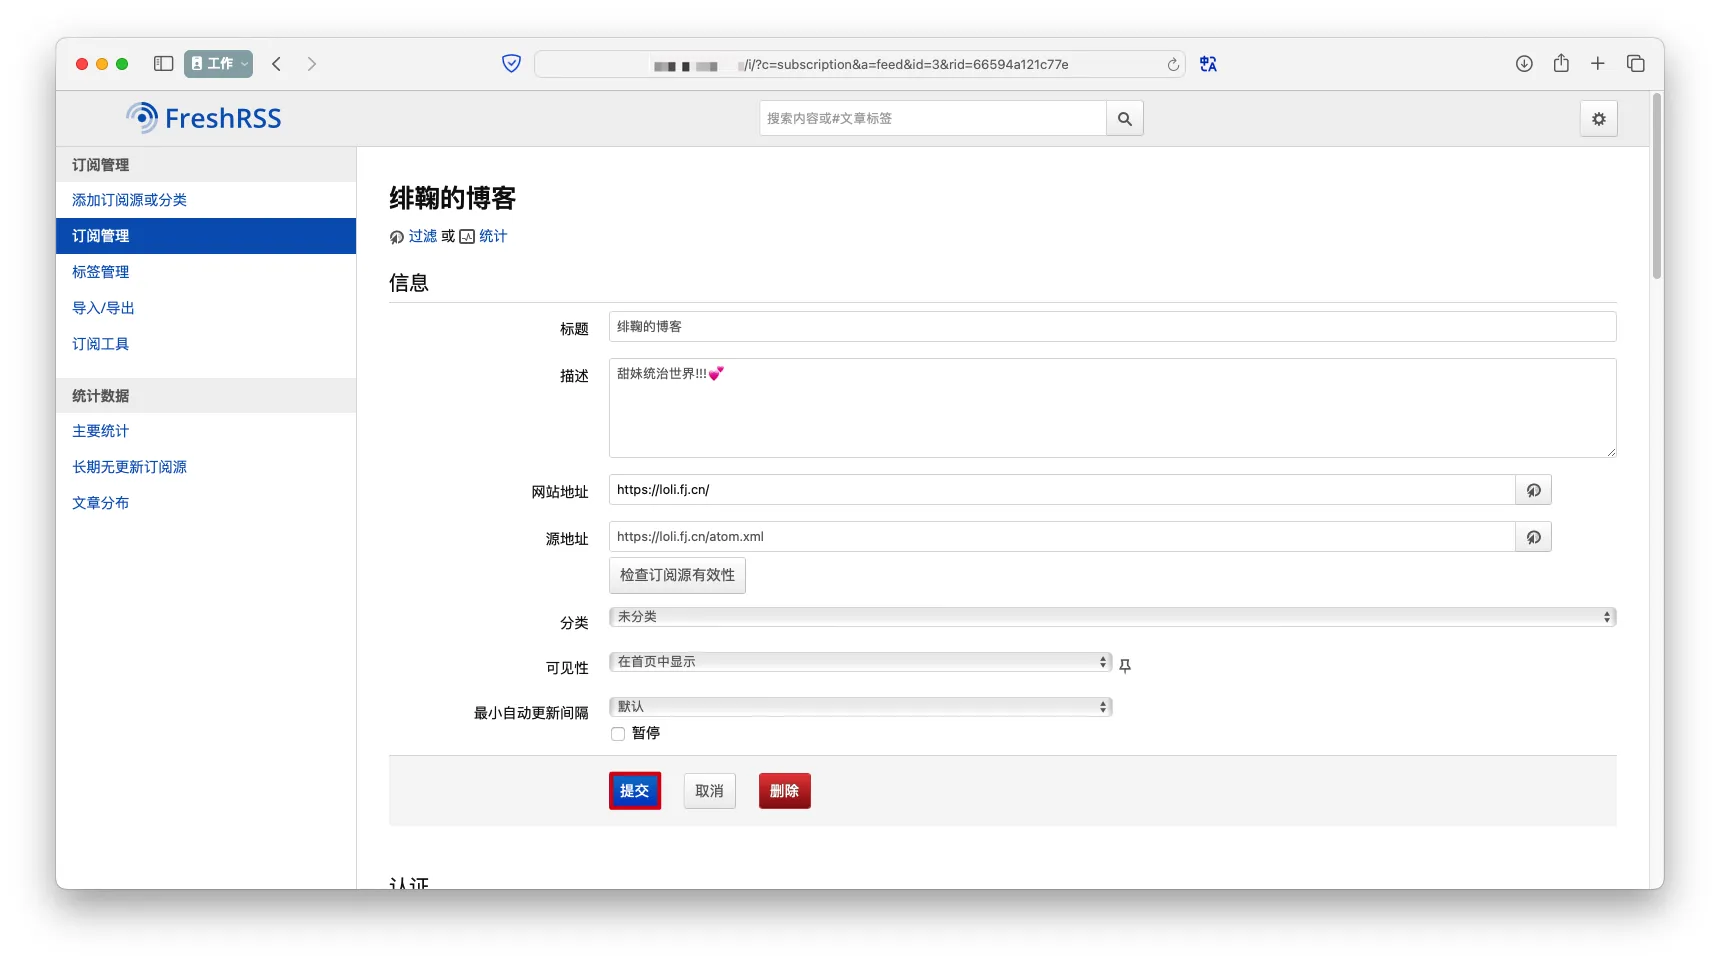 工作
/i/?c=subscription&a=feed&id=3&rid=66594a121c77e
FreshRSS
搜索内容或#文章标签
订阅管理
添加订阅源或分类
订阅管理
标签管理
导入/导出
订阅工具
统计数据
主要统计
长期无更新订阅源
文章分布
绯鞠的博客
过滤 或 统计
信息
标题 绯鞠的博客
描述 甜妹统治世界!!!💕
网站地址 https://loli.fj.cn/
源地址 https://loli.fj.cn/atom.xml
检查订阅源有效性
分类 未分类
可见性 在首页中显示
最小自动更新间隔 默认
暂停
提交 取消 删除
认证